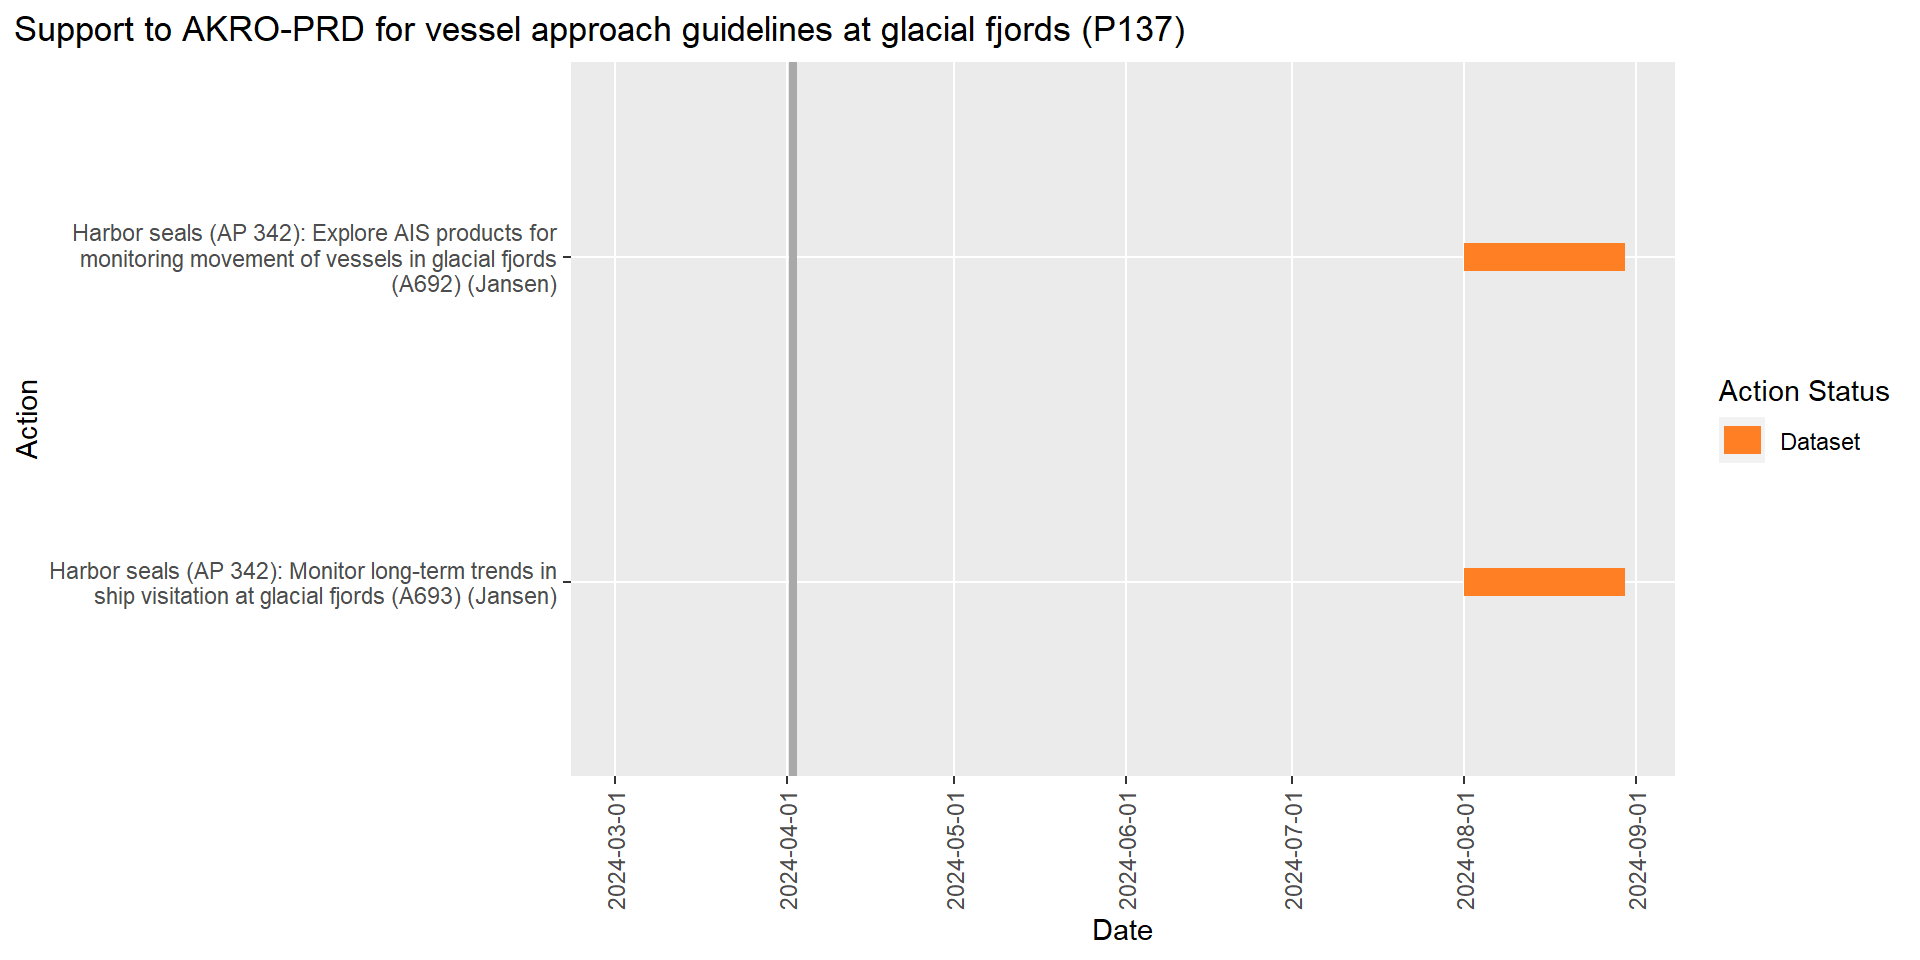 Support to AKRO-PRD for vessel approach guidelines at glacial fjords (P137)
Action
Harbor seals (AP 342): Explore AIS products for
monitoring movement of vessels in glacial fjords
(A692) (Jansen)
Harbor seals (AP 342): Monitor long-term trends in
ship visitation at glacial fjords (A693) (Jansen)
2024-03-01
2024-04-01
2024-05-01
2024-06-01
2024-07-01
2024-08-01
2024-09-01
Date
Action Status
Dataset